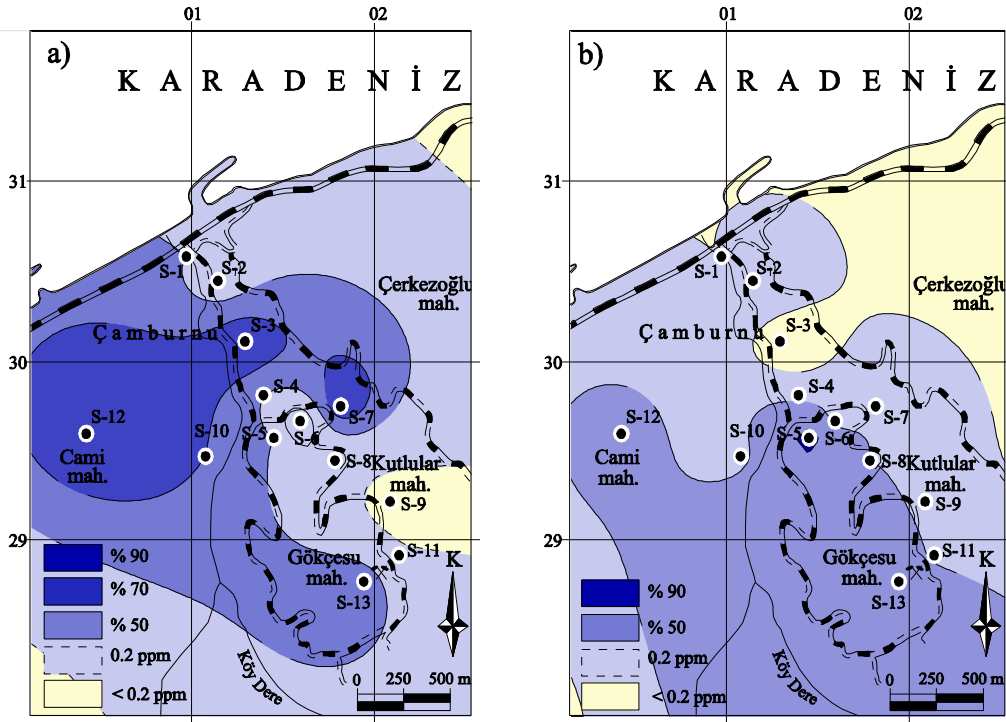 01
02
a)
K A R A D E N İ Z
31
S-1
S-2
Çerkezoğlu
mah.
Çamburnu
S-3
30
S-4
S-7
S-12
S-10
S-5
S-6
Cami
mah.
S-8
Kutlular
mah.
S-9
29
% 90
Gökçesu
mah.
S-11
K
% 70
S-13
% 50
0.2 ppm
< 0.2 ppm
Köy Dere
0 250 500 m
01
02
b)
K A R A D E N İ Z
31
S-1
S-2
Çerkezoğlu
mah.
Çamburnu
S-3
30
S-4
S-7
S-12
S-10
S-5
S-6
Cami
mah.
S-8
Kutlular
mah.
S-9
29
Gökçesu
mah.
S-11
K
% 90
S-13
% 50
0.2 ppm
< 0.2 ppm
Köy Dere
0 250 500 m